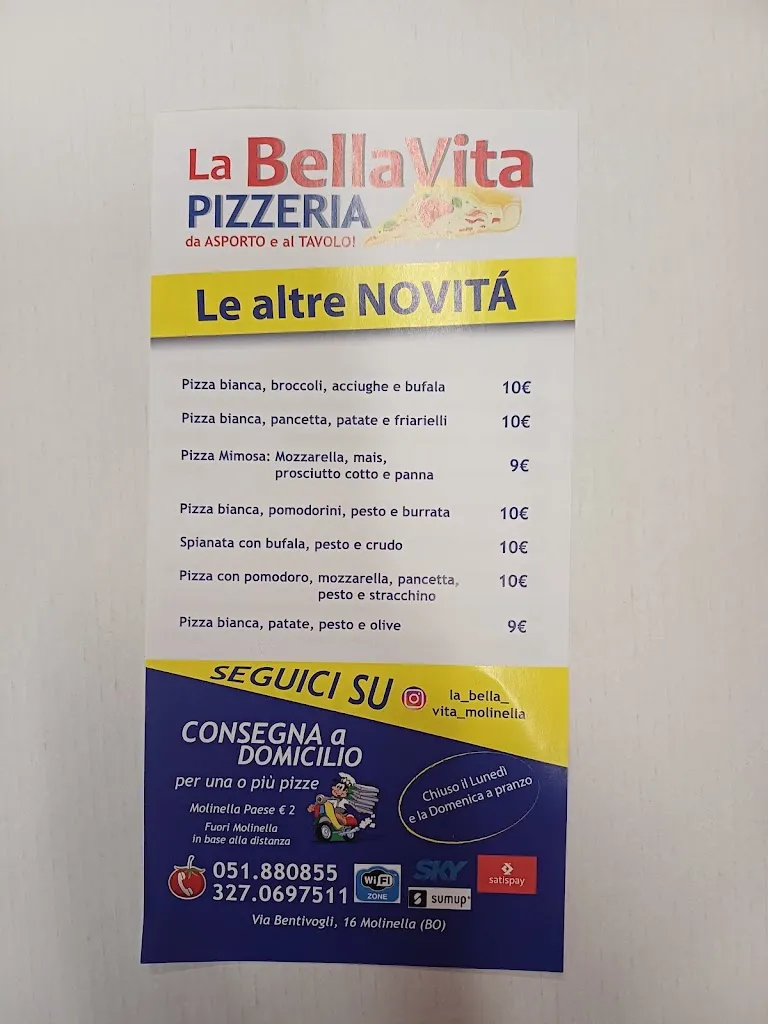 La BellaVita
PIZZERIA
da ASPORTO e al TAVOLO!
Le altre NOVITÁ
Pizza bianca, broccoli, acciughe e bufala 10€
Pizza bianca, pancetta, patate e friarielli 10€
Pizza Mimosa: Mozzarella, mais,
prosciutto cotto e panna 9€
Pizza bianca, pomodorini, pesto e burrata 10€
Spianata con bufala, pesto e crudo 10€
Pizza con pomodoro, mozzarella, pancetta, 10€
pesto e stracchino
Pizza bianca, patate, pesto e olive 9€
SEGUICI SU
la_bella_
vita_molinella
CONSEGNA a
DOMICILIO
per una o più pizze
Molinella Paese € 2
Fuori Molinella
in base alla distanza
Chiuso il Lunedì
e la Domenica a pranzo
051.880855
327.0697511
WiFi
ZONE
SKY
sumup
satispay
Via Bentivogli, 16 Molinella (BO)